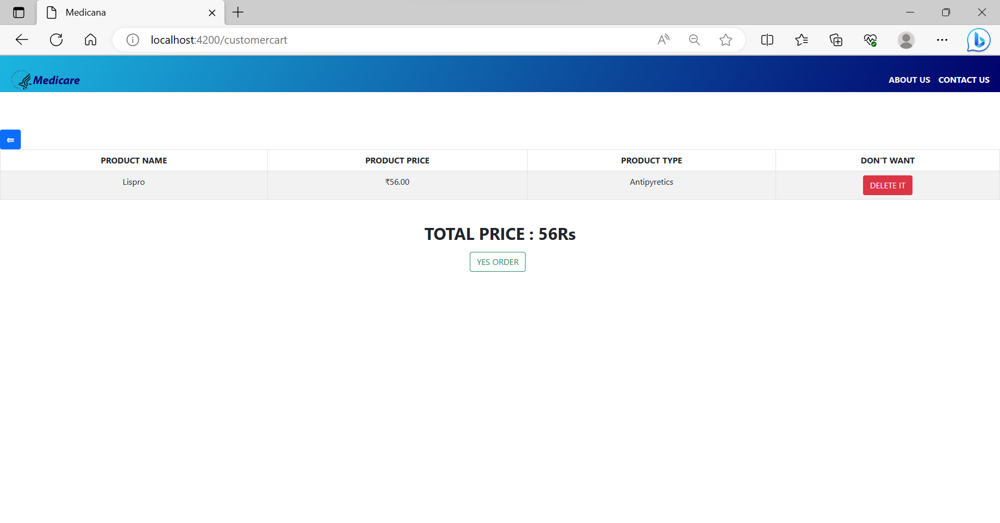 Medicana
localhost:4200/customercart
Medicare
ABOUT US CONTACT US
PRODUCT NAME PRODUCT PRICE PRODUCT TYPE DON'T WANT
Lispro ₹56.00 Antipyretics DELETE IT
TOTAL PRICE : 56Rs
YES ORDER